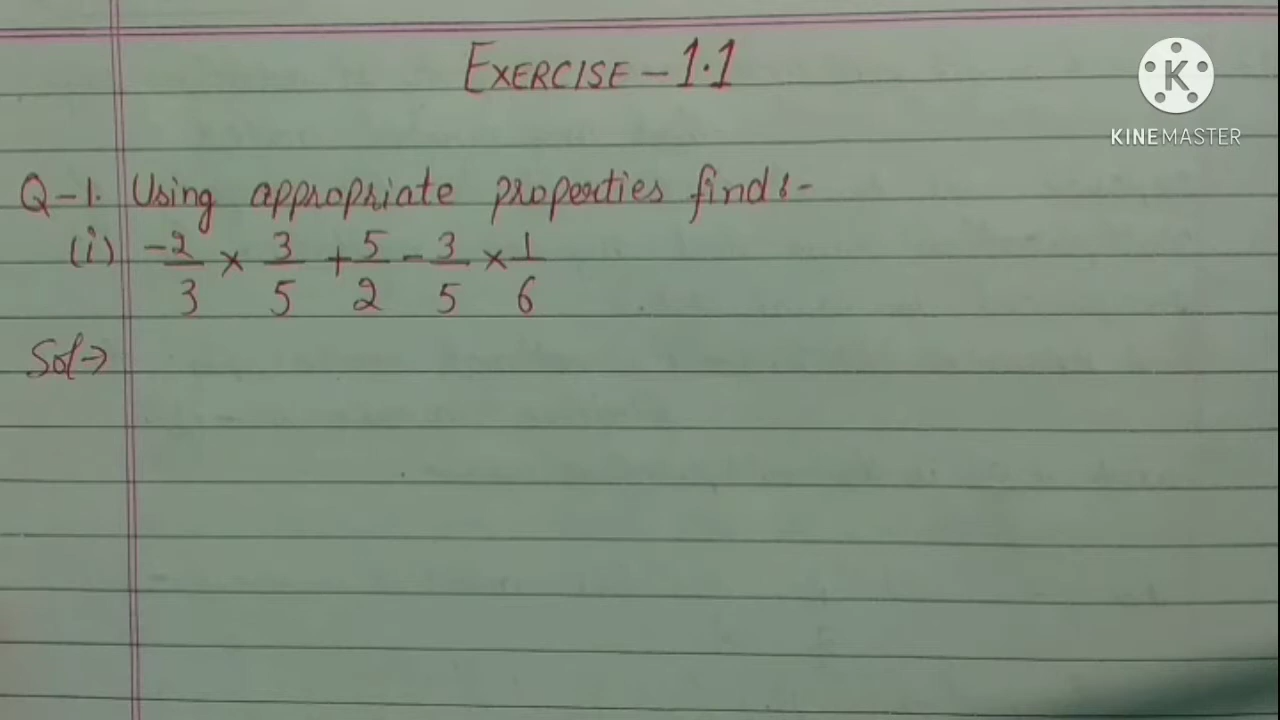 EXERCISE - 1.1
K
KINEMASTER
Q-1. Using appropriate properties find:-
(i) -2/3 × 3/5 + 5/2 - 3/5 × 1/6
Sol→